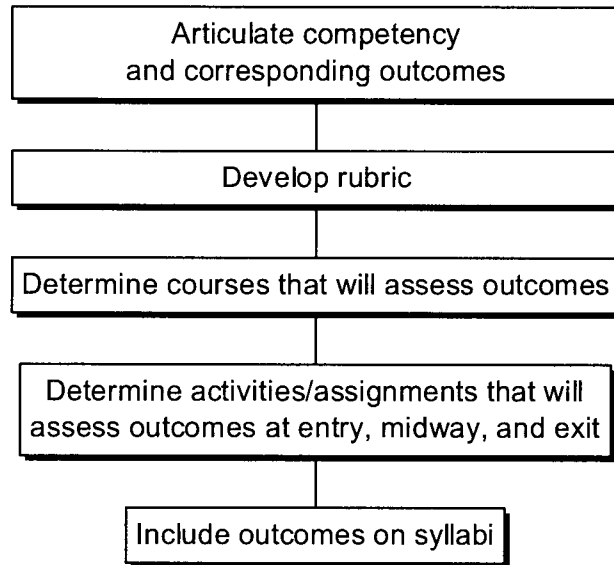 Articulate competency
and corresponding outcomes
Develop rubric
Determine courses that will assess outcomes
Determine activities/assignments that will
assess outcomes at entry, midway, and exit
Include outcomes on syllabi